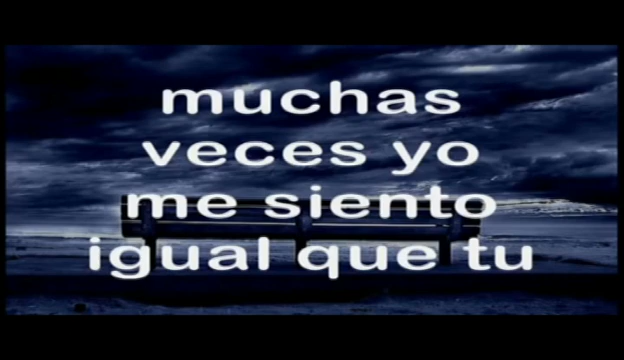 muchas
veces yo
me siento
igual que tu